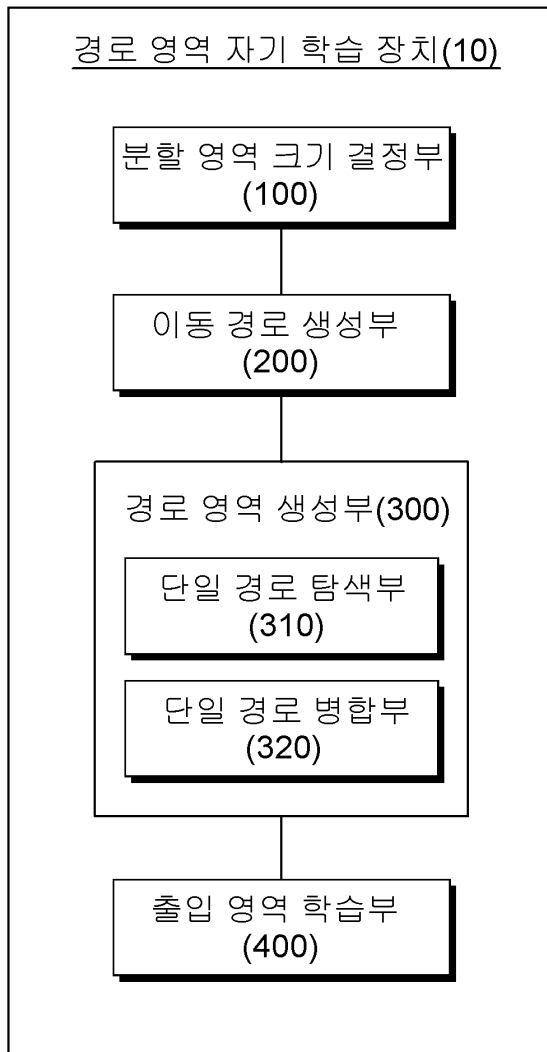 경로 영역 자기 학습 장치(10)
분할 영역 크기 결정부
(100)
이동 경로 생성부
(200)
경로 영역 생성부(300)
단일 경로 탐색부
(310)
단일 경로 병합부
(320)
출입 영역 학습부
(400)